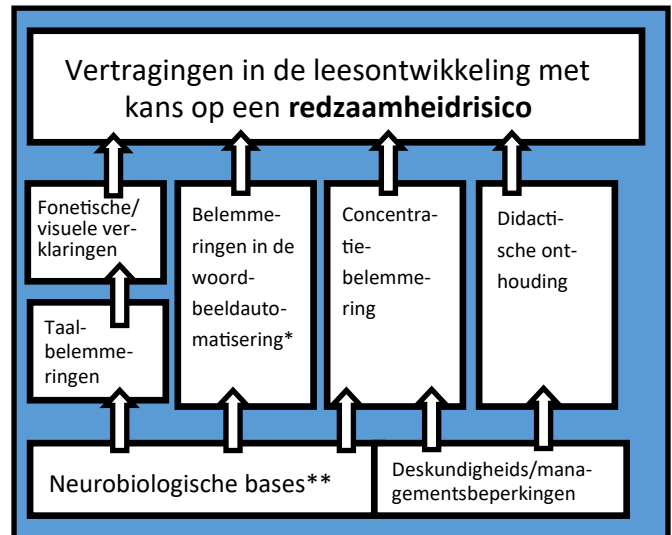 Vertragingen in de leesontwikkeling met
kans op een redzaamheidrisico
Fonetische/
visuele ver-
klaringen
Taal-
belemme-
ringen
Belemme-
ringen in de
woord-
beeldauto-
matisering*
Concentra-
tie-
belemme-
ring
Didacti-
sche ont-
houding
Neurobiologische bases**
Deskundigheids/mana-
gementsbeperkingen